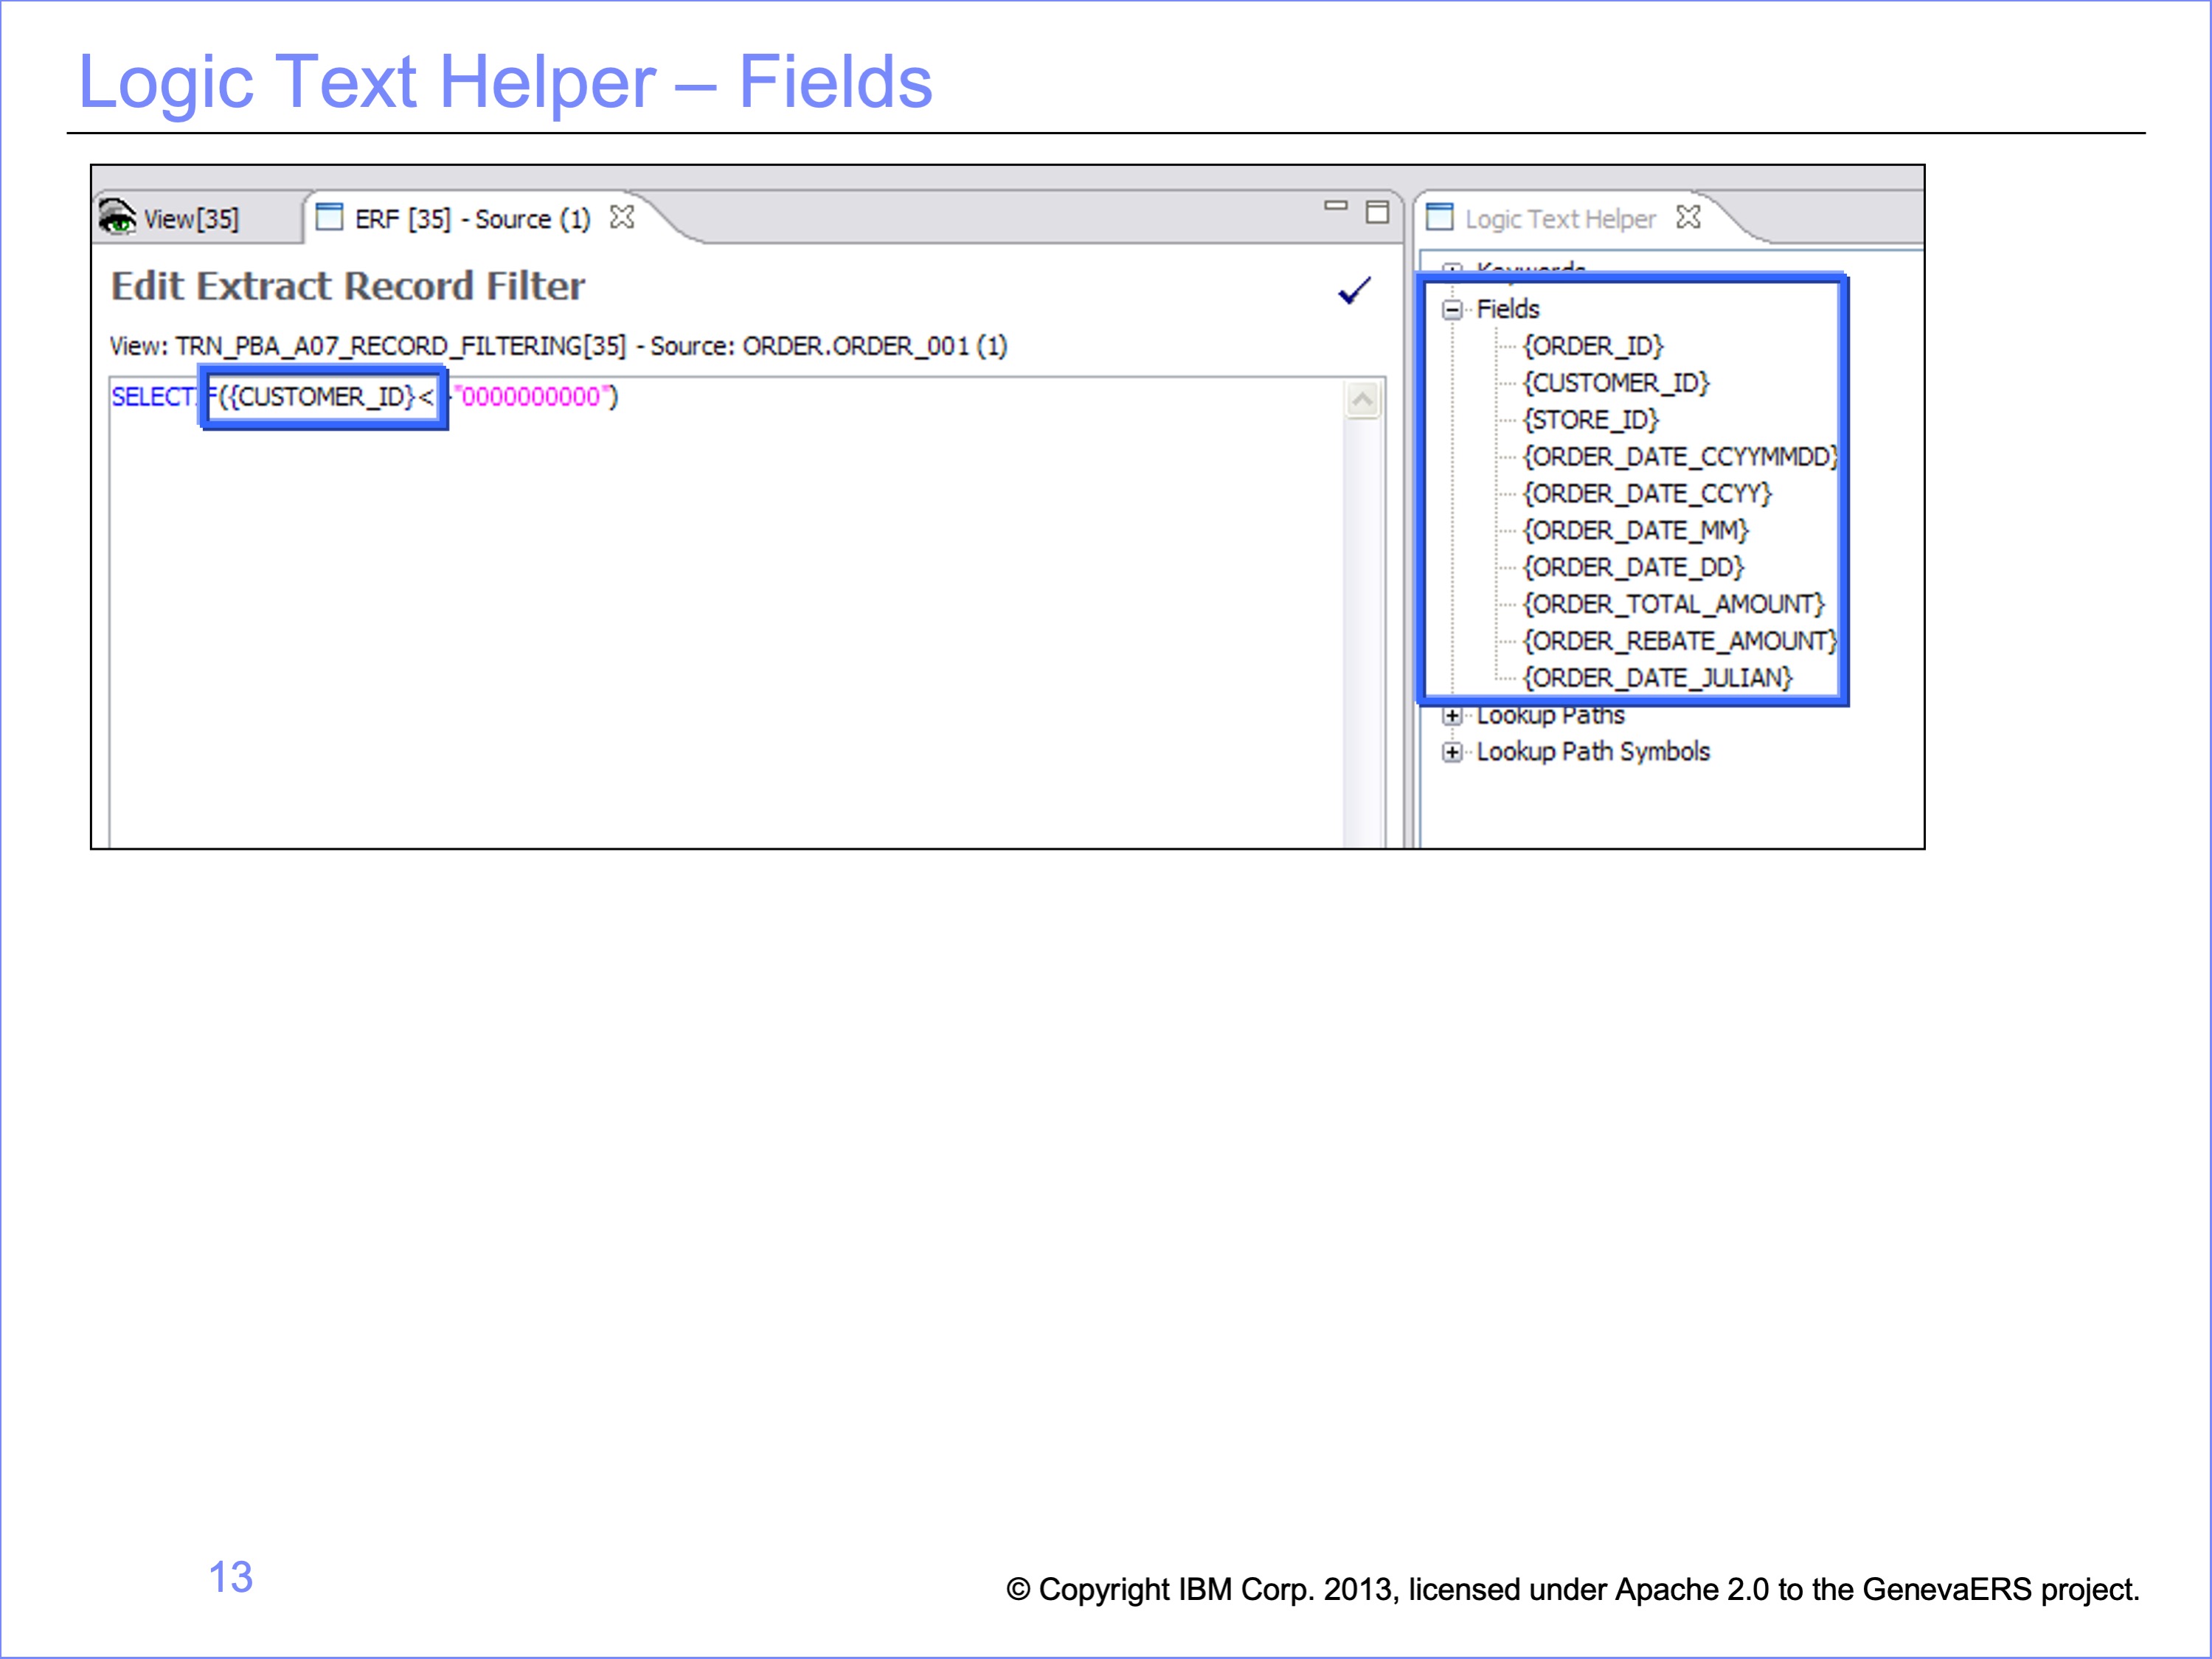 Logic Text Helper – Fields
View[35]
ERF [35] - Source (1)
Logic Text Helper
Edit Extract Record Filter
View: TRN_PBA_A07_RECORD_FILTERING[35] - Source: ORDER.ORDER_001 (1)
SELECTIF({CUSTOMER_ID}<>"0000000000")
Keywords
Fields
{ORDER_ID}
{CUSTOMER_ID}
{STORE_ID}
{ORDER_DATE_CCYYMMDD}
{ORDER_DATE_CCYY}
{ORDER_DATE_MM}
{ORDER_DATE_DD}
{ORDER_TOTAL_AMOUNT}
{ORDER_REBATE_AMOUNT}
{ORDER_DATE_JULIAN}
Lookup Paths
Lookup Path Symbols
13
© Copyright IBM Corp. 2013, licensed under Apache 2.0 to the GenevaERS project.